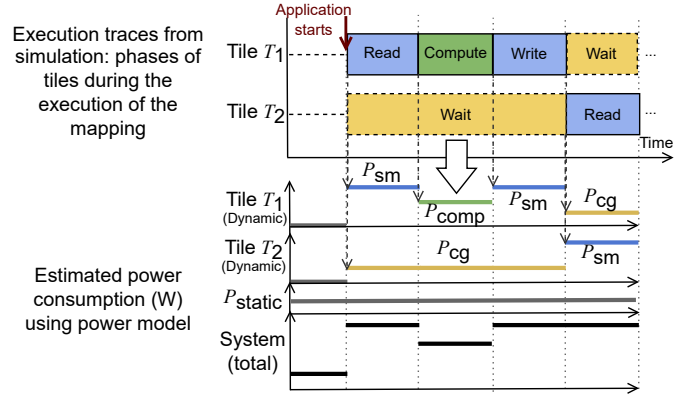 Application
starts
Execution traces from
simulation: phases of
tiles during the
execution of the
mapping
Tile T1
Read
Compute
Write
Wait
...
Tile T2
Wait
Read
...
Time
Psm
Pcomp
Psm
Pcg
Tile T1
(Dynamic)
Tile T2
(Dynamic)
Pcg
Psm
Estimated power
consumption (W)
using power model
Pstatic
System
(total)